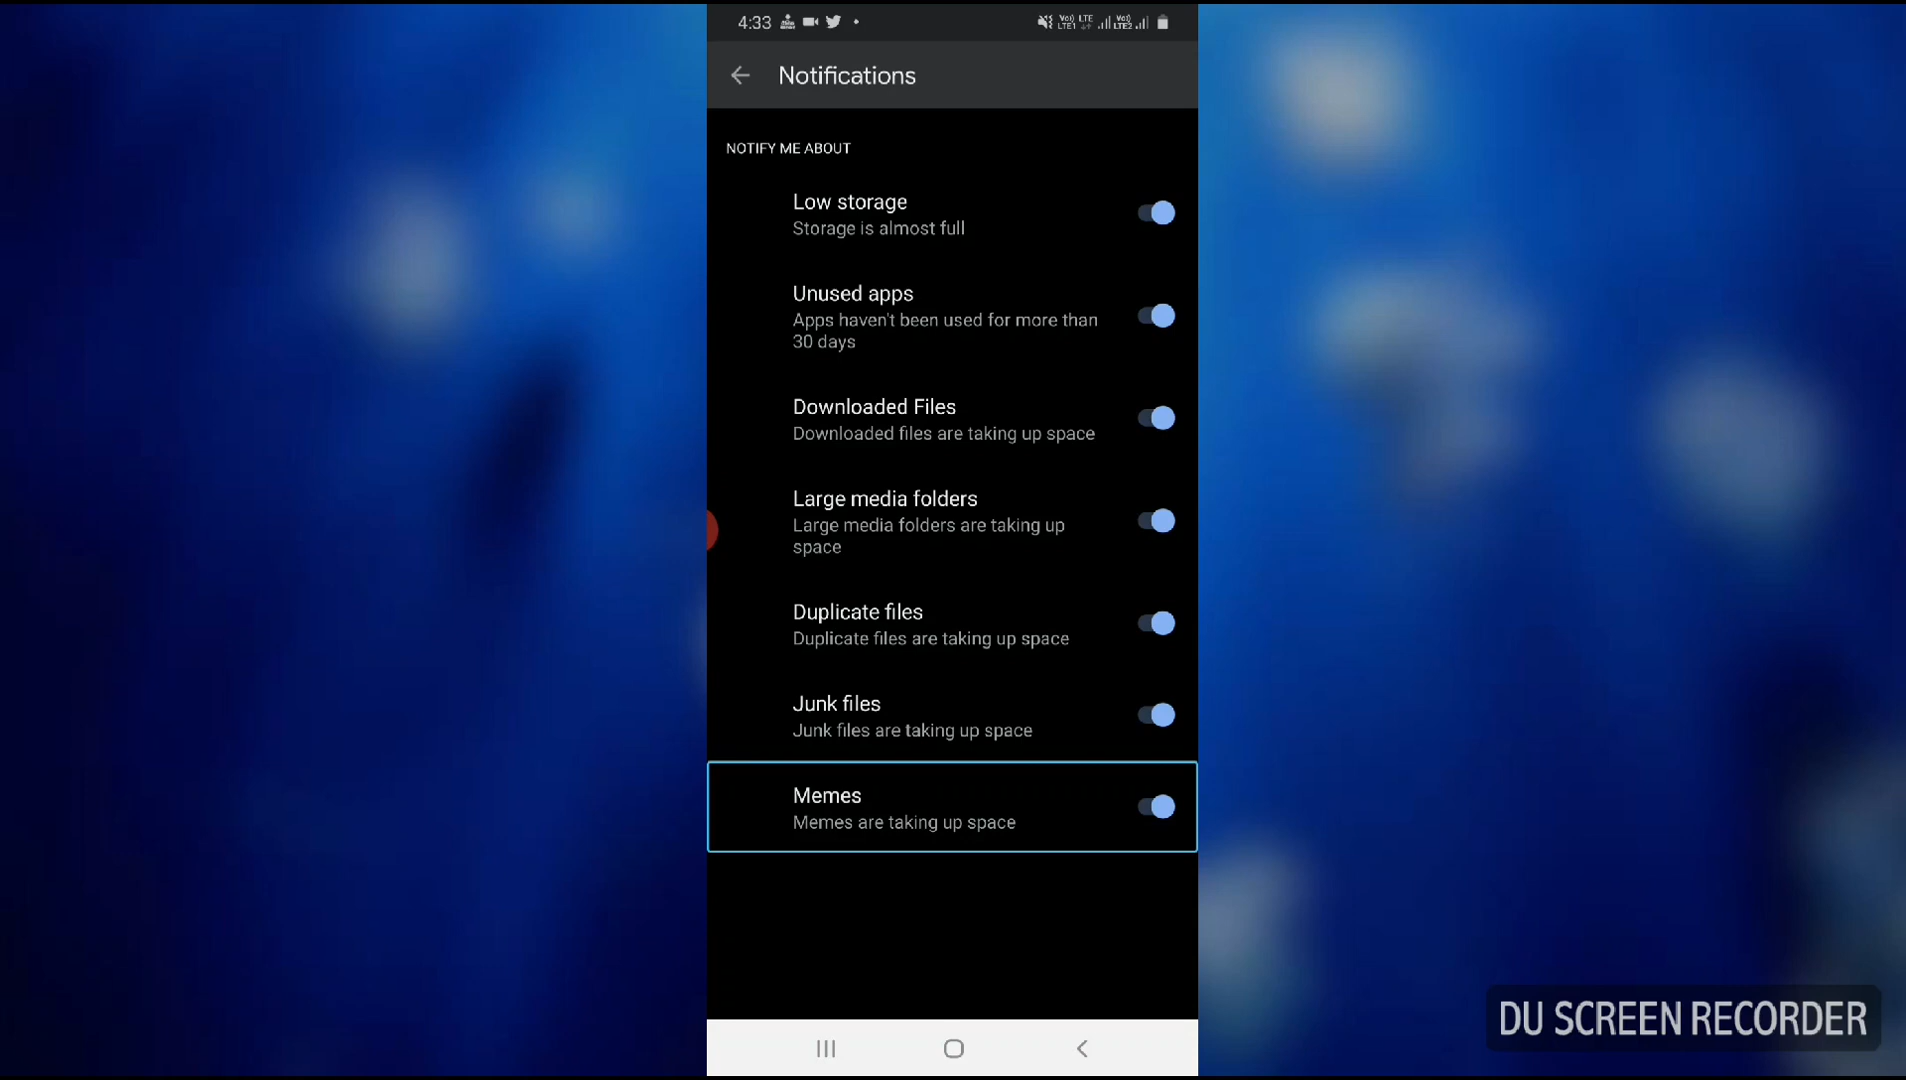 4:33
Notifications
NOTIFY ME ABOUT
Low storage
Storage is almost full
Unused apps
Apps haven't been used for more than
30 days
Downloaded Files
Downloaded files are taking up space
Large media folders
Large media folders are taking up
space
Duplicate files
Duplicate files are taking up space
Junk files
Junk files are taking up space
Memes
Memes are taking up space
DU SCREEN RECORDER